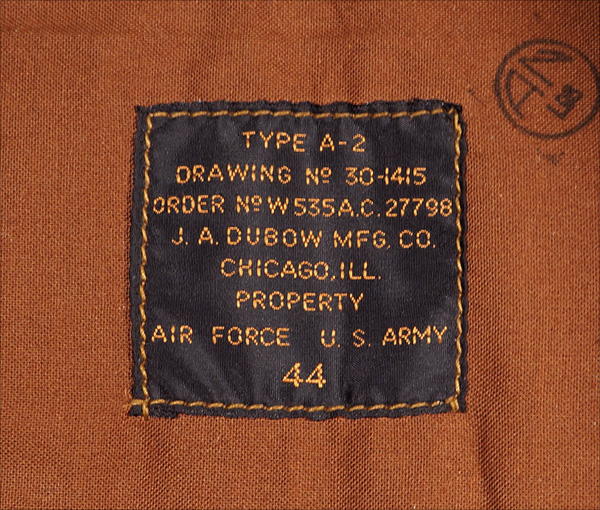 TYPE A-2
DRAWING Nº 30-1415
ORDER Nº W535A.C.27798
J. A. DUBOW MFG. CO.
CHICAGO, ILL.
PROPERTY
AIR FORCE U. S. ARMY
44
AN